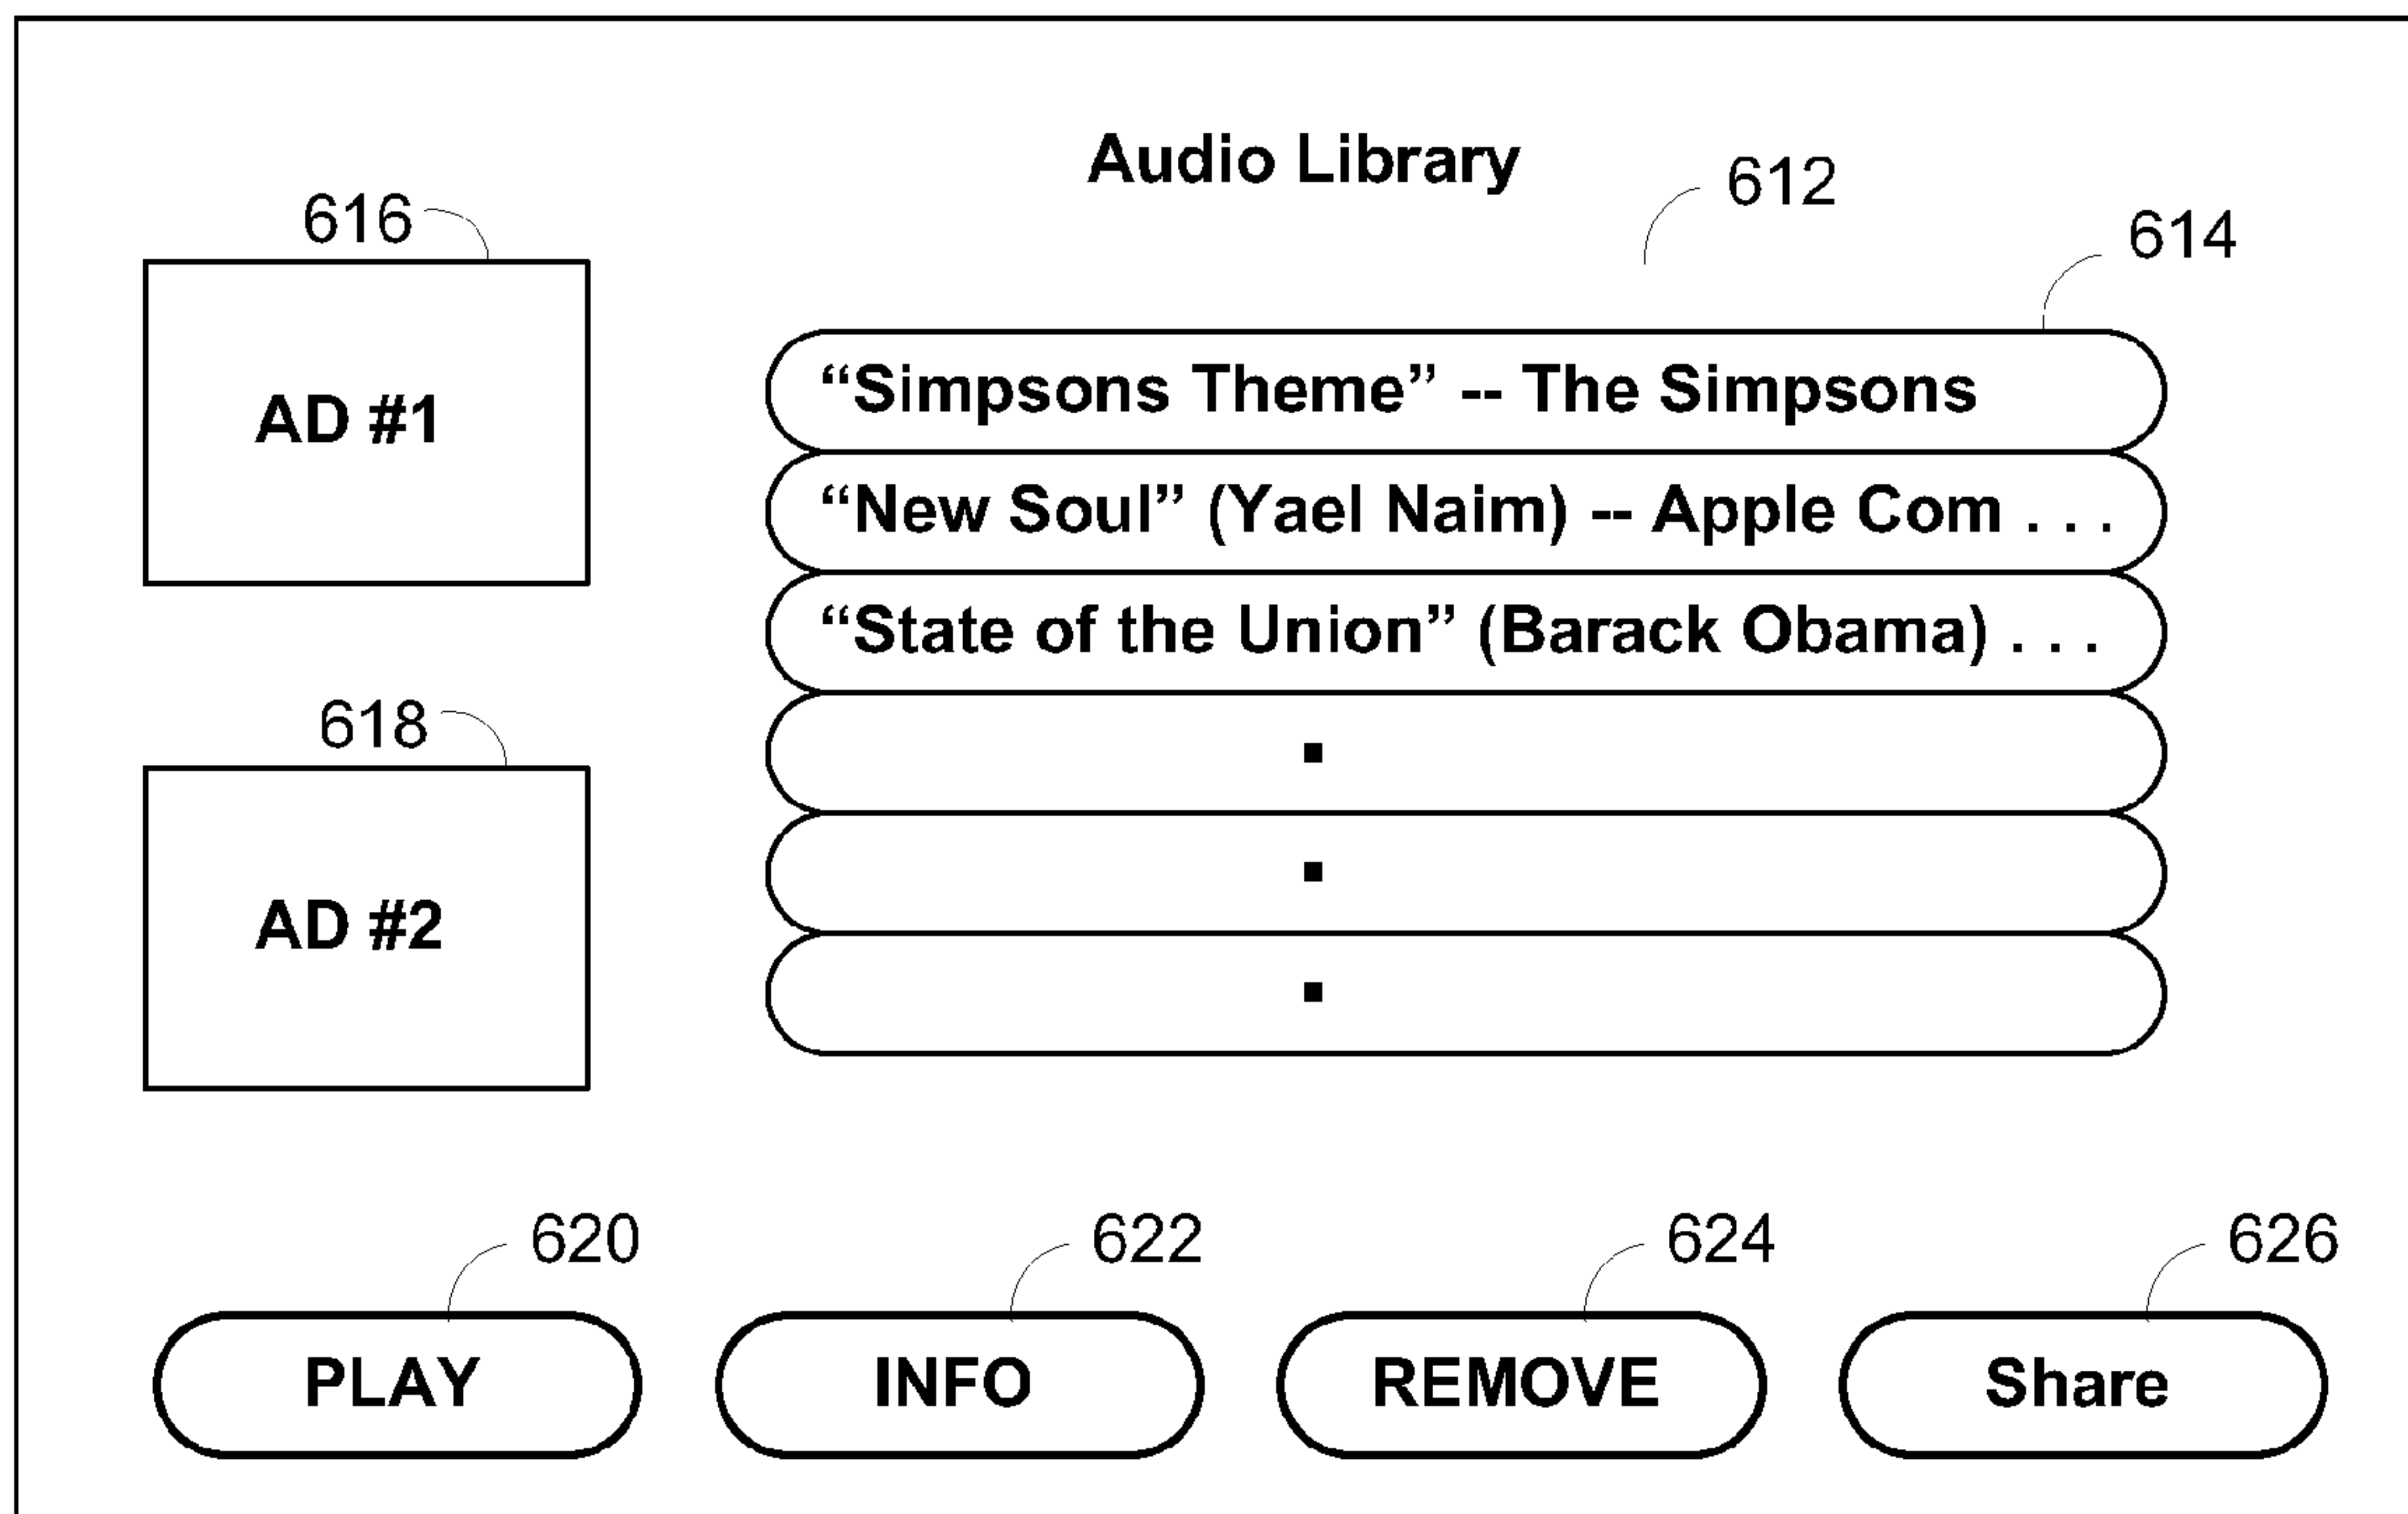 Audio Library
612
614
616
AD #1
“Simpsons Theme” -- The Simpsons
“New Soul” (Yael Naim) -- Apple Com . . .
“State of the Union” (Barack Obama) . . .
618
AD #2
620
622
624
626
PLAY
INFO
REMOVE
Share